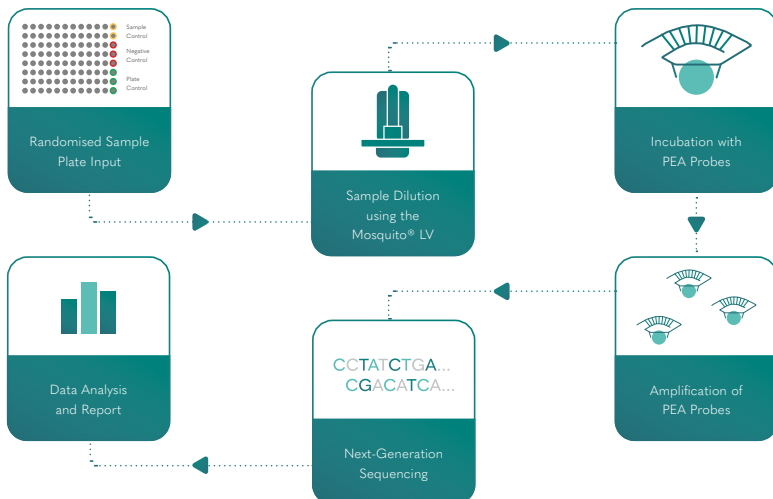 Sample
Control
Negative
Control
Plate
Control
Randomised Sample
Plate Input
Sample Dilution
using the
Mosquito® LV
Incubation with
PEA Probes
Amplification of
PEA Probes
CCTATCTGA...
CGACATCA...
Next-Generation
Sequencing
Data Analysis
and Report